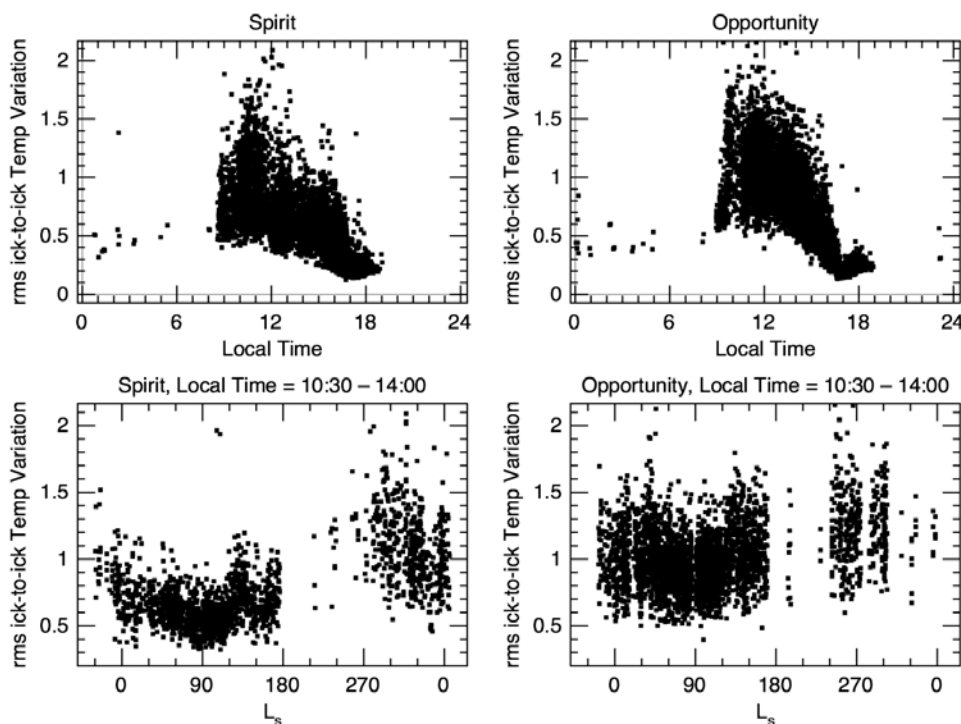 Spirit
rms ick-to-ick Temp Variation
2
1.5
1
0.5
0
0 6 12 18 24
Local Time
Opportunity
rms ick-to-ick Temp Variation
2
1.5
1
0.5
0
0 6 12 18 24
Local Time
Spirit, Local Time = 10:30 – 14:00
rms ick-to-ick Temp Variation
2
1.5
1
0.5
0 90 180 270 0
Ls
Opportunity, Local Time = 10:30 – 14:00
rms ick-to-ick Temp Variation
2
1.5
1
0.5
0 90 180 270 0
Ls